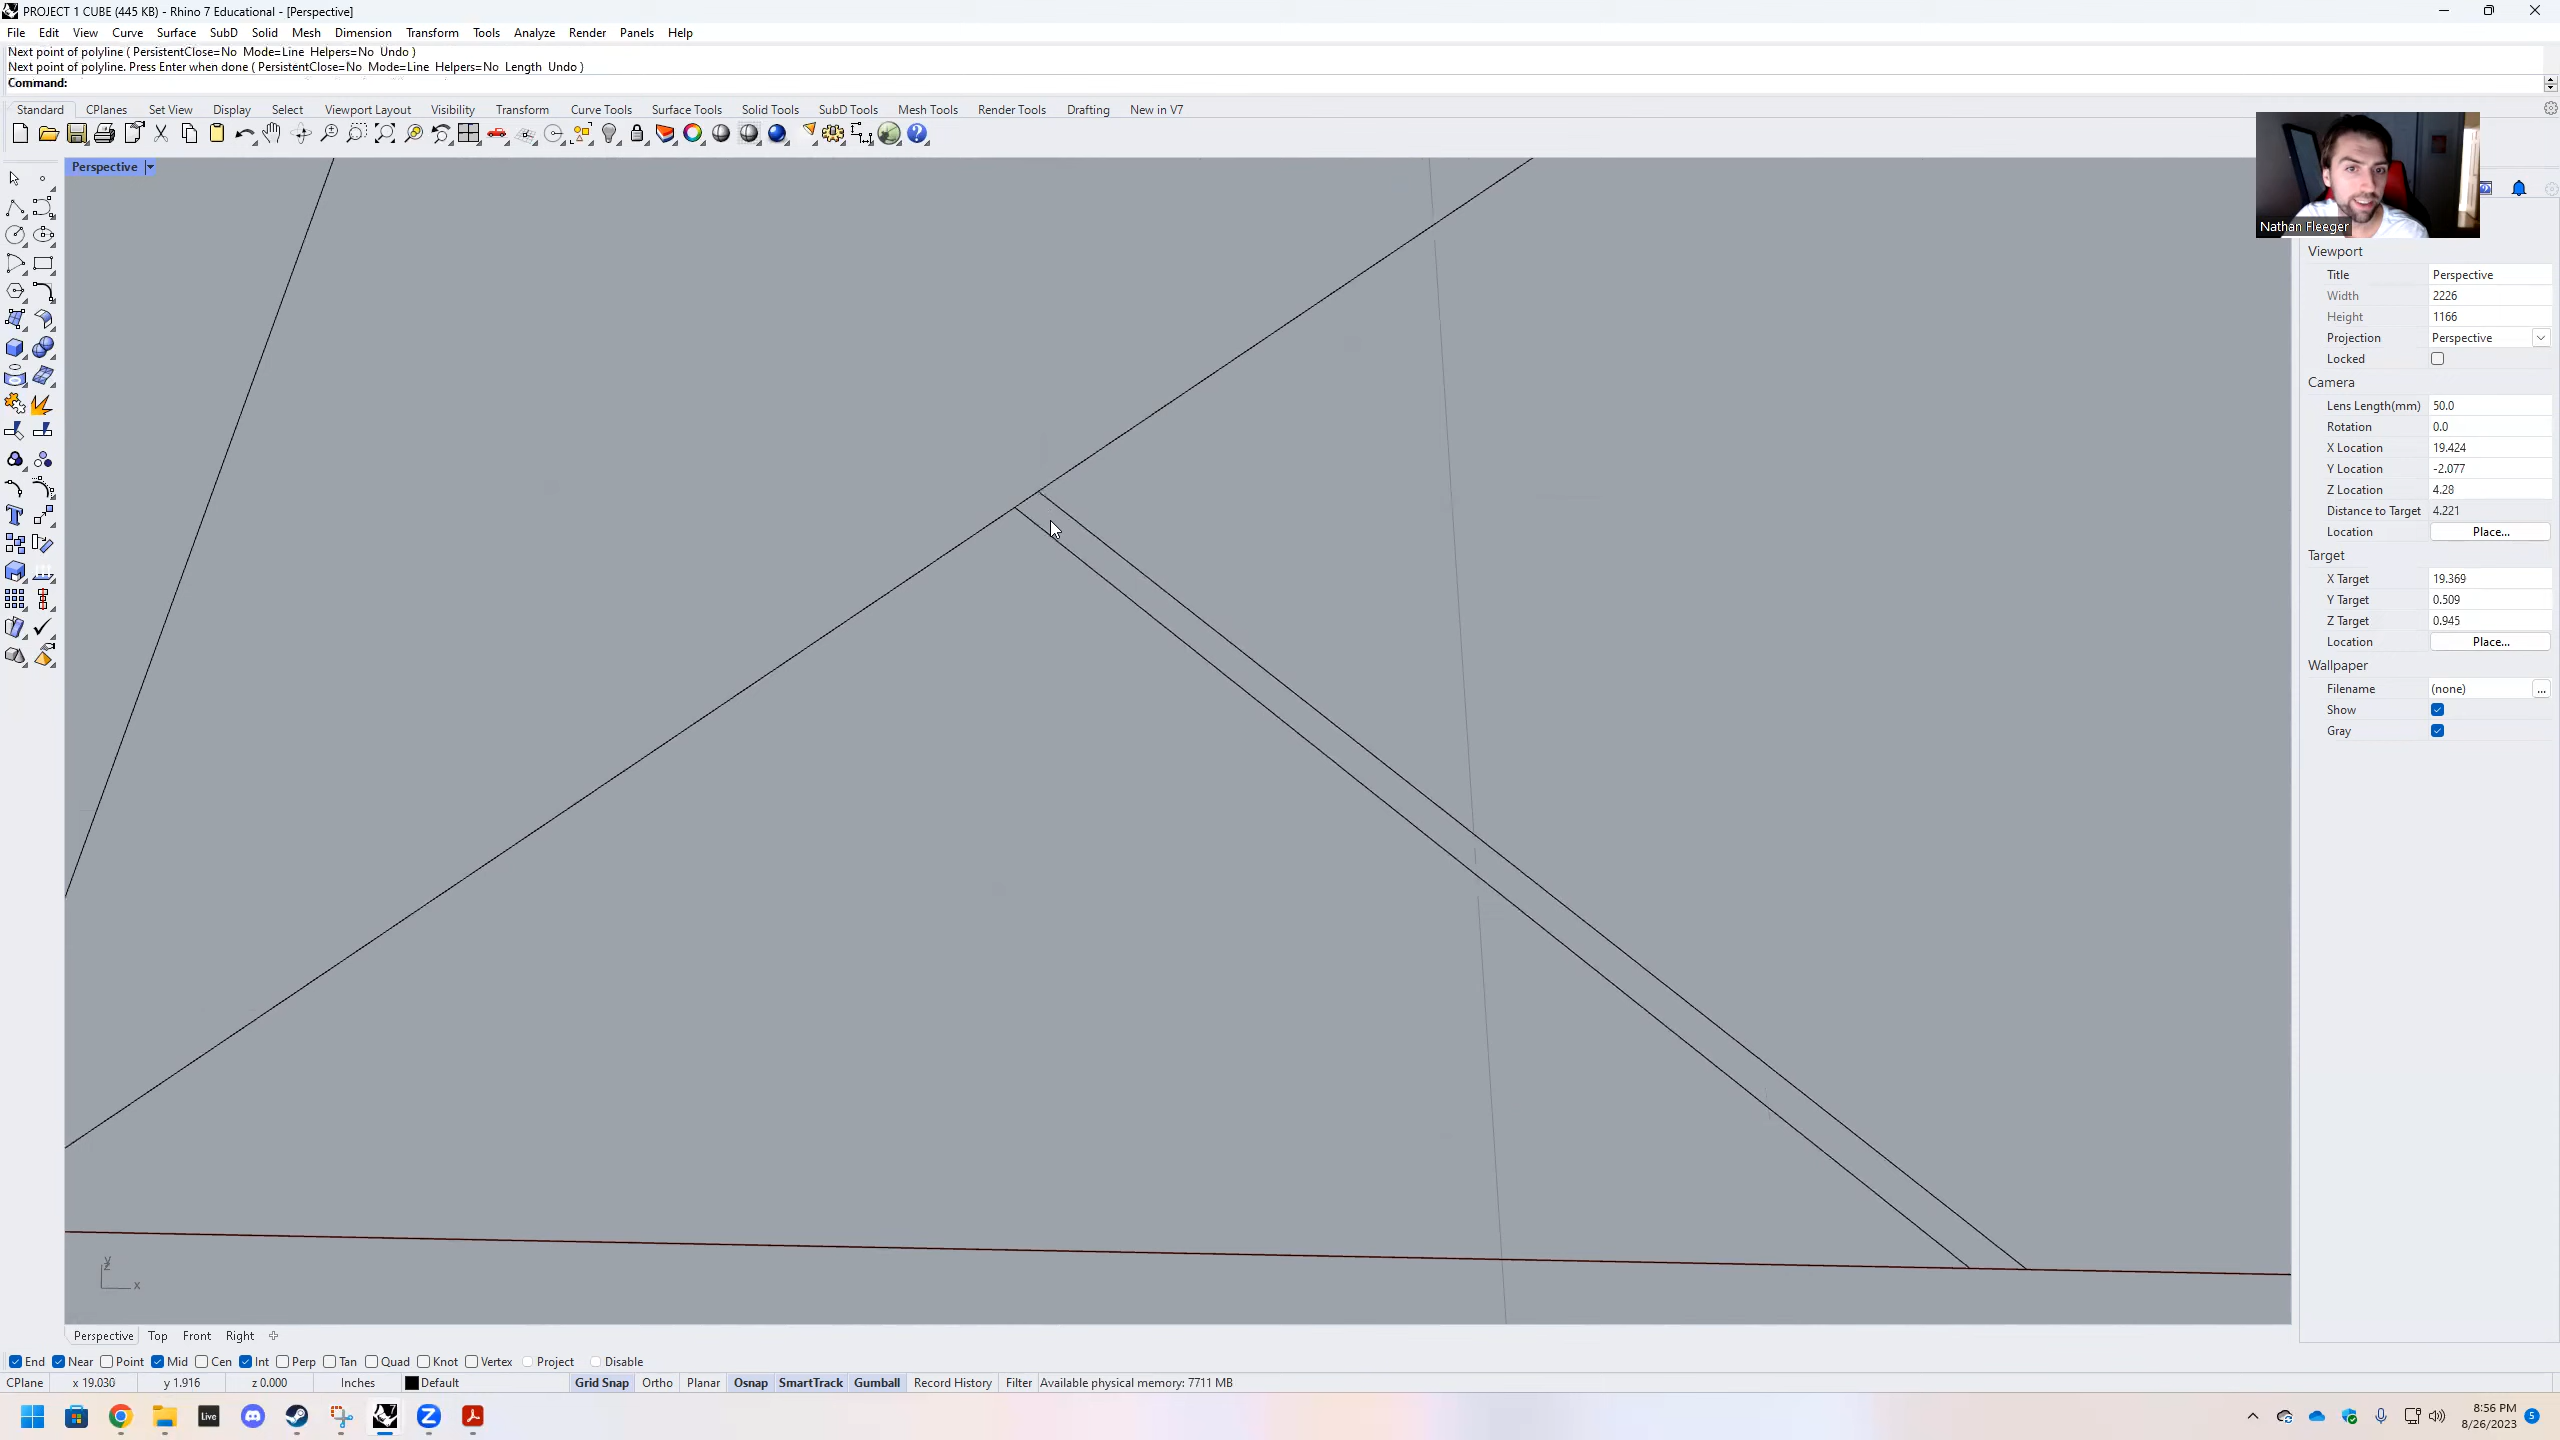 PROJECT 1 CUBE (445 KB) - Rhino 7 Educational - [Perspective]
File Edit View Curve Surface SubD Solid Mesh Dimension Transform Tools Analyze Render Panels Help
Next point of polyline ( PersistentClose=No Mode=Line Helpers=No Undo )
Next point of polyline. Press Enter when done ( PersistentClose=No Mode=Line Helpers=No Length Undo )
Command:
Standard CPlanes Set View Display Select Viewport Layout Visibility Transform Curve Tools Surface Tools Solid Tools SubD Tools Mesh Tools Render Tools Drafting New in V7
Perspective
Nathan Fleeger
Viewport
Title Perspective
Width 2226
Height 1166
Projection Perspective
Locked
Camera
Lens Length(mm) 50.0
Rotation 0.0
X Location 19.424
Y Location -2.077
Z Location 4.28
Distance to Target 4.221
Location Place...
Target
X Target 19.369
Y Target 0.509
Z Target 0.945
Location Place...
Wallpaper
Filename (none) ...
Show
Gray
y
z
x
Perspective Top Front Right
End Near Point Mid Cen Int Perp Tan Quad Knot Vertex Project Disable
CPlane x 19.030 y 1.916 z 0.000 Inches Default Grid Snap Ortho Planar Osnap SmartTrack Gumball Record History Filter Available physical memory: 7711 MB
Live
8:56 PM
8/26/2023
5